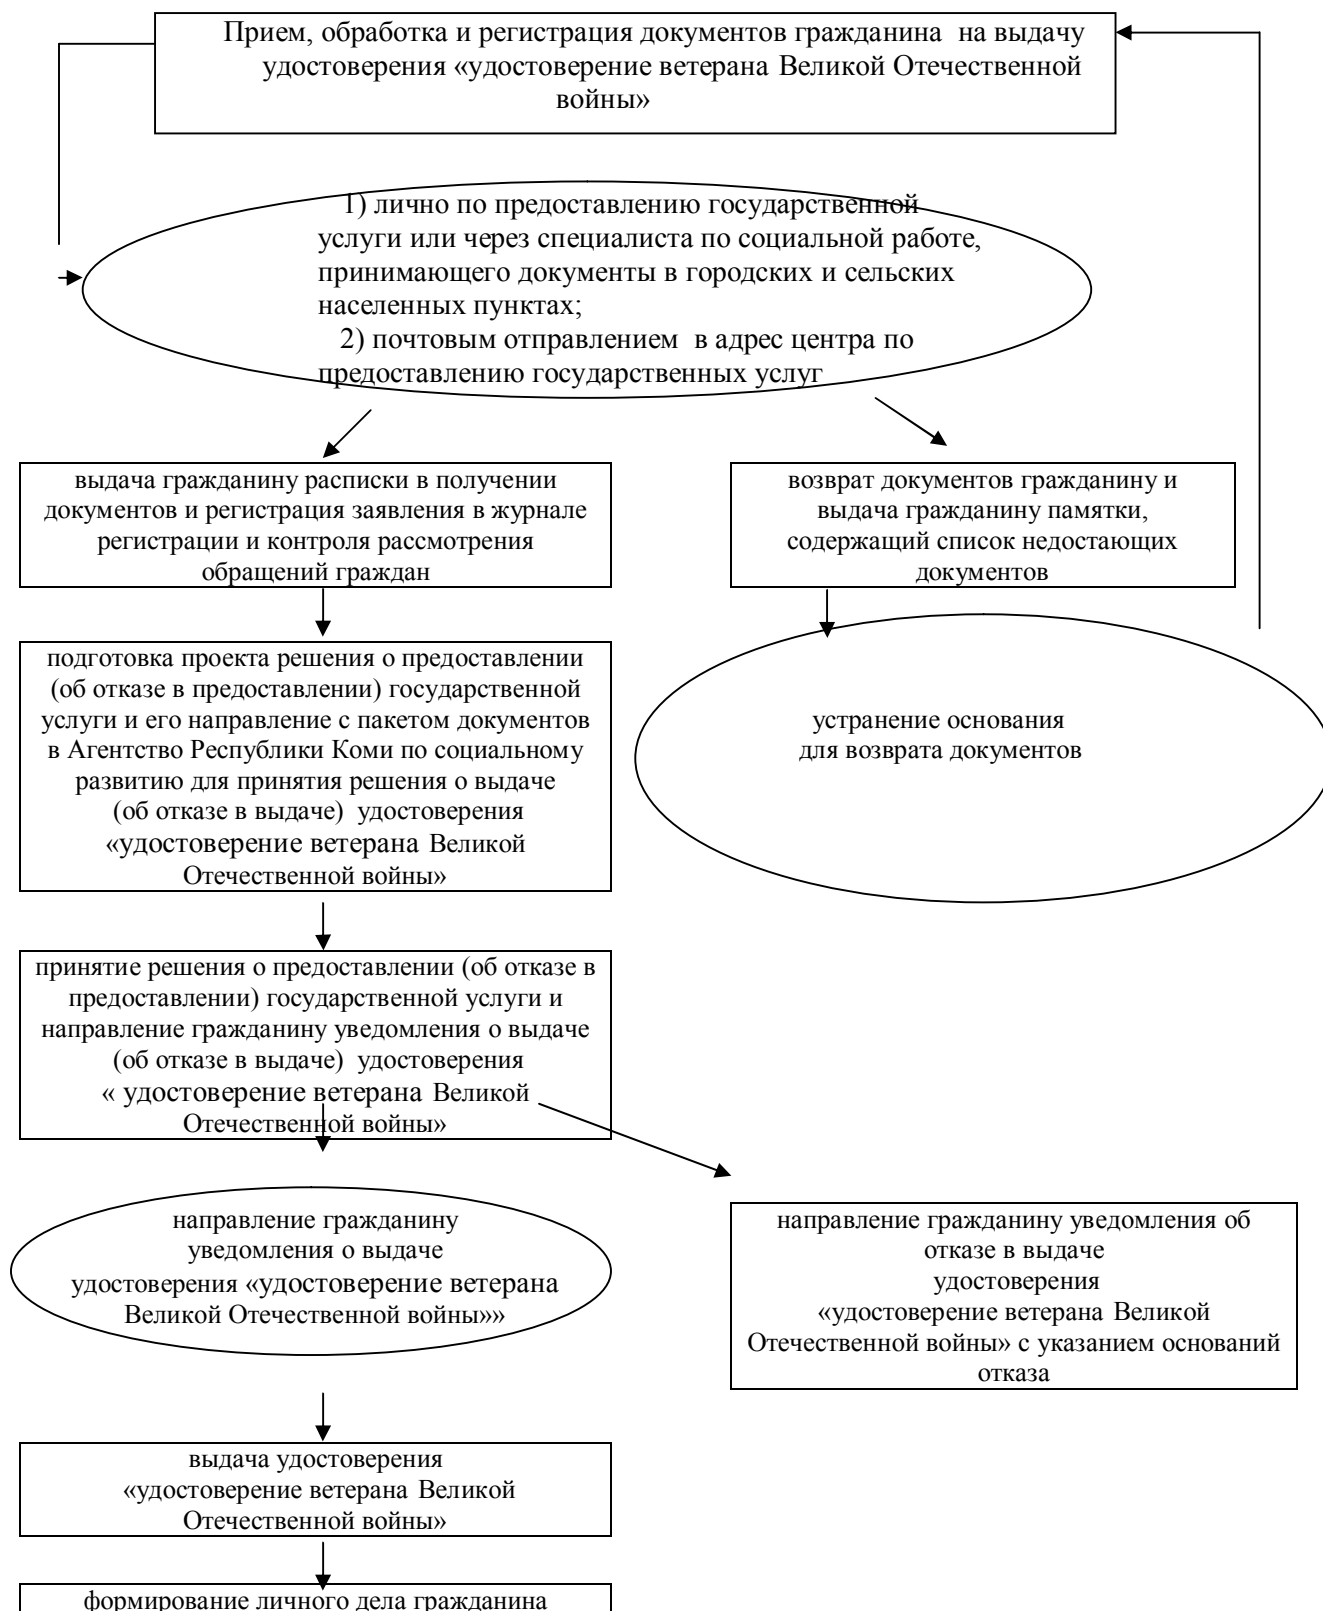 Прием, обработка и регистрация документов гражданина на выдачу
удостоверения «удостоверение ветерана Великой Отечественной
войны»
1) лично по предоставлению государственной
услуги или через специалиста по социальной работе,
принимающего документы в городских и сельских
населенных пунктах;
2) почтовым отправлением в адрес центра по
предоставлению государственных услуг
выдача гражданину расписки в получении
документов и регистрация заявления в журнале
регистрации и контроля рассмотрения
обращений граждан
возврат документов гражданину и
выдача гражданину памятки,
содержащий список недостающих
документов
подготовка проекта решения о предоставлении
(об отказе в предоставлении) государственной
услуги и его направление с пакетом документов
в Агентство Республики Коми по социальному
развитию для принятия решения о выдаче
(об отказе в выдаче) удостоверения
«удостоверение ветерана Великой
Отечественной войны»
устранение основания
для возврата документов
принятие решения о предоставлении (об отказе в
предоставлении) государственной услуги и
направление гражданину уведомления о выдаче
(об отказе в выдаче) удостоверения
« удостоверение ветерана Великой
Отечественной войны»
направление гражданину
уведомления о выдаче
удостоверения «удостоверение ветерана
Великой Отечественной войны»»
направление гражданину уведомления об
отказе в выдаче
удостоверения
«удостоверение ветерана Великой
Отечественной войны» с указанием оснований
отказа
выдача удостоверения
«удостоверение ветерана Великой
Отечественной войны»
формирование личного дела гражданина